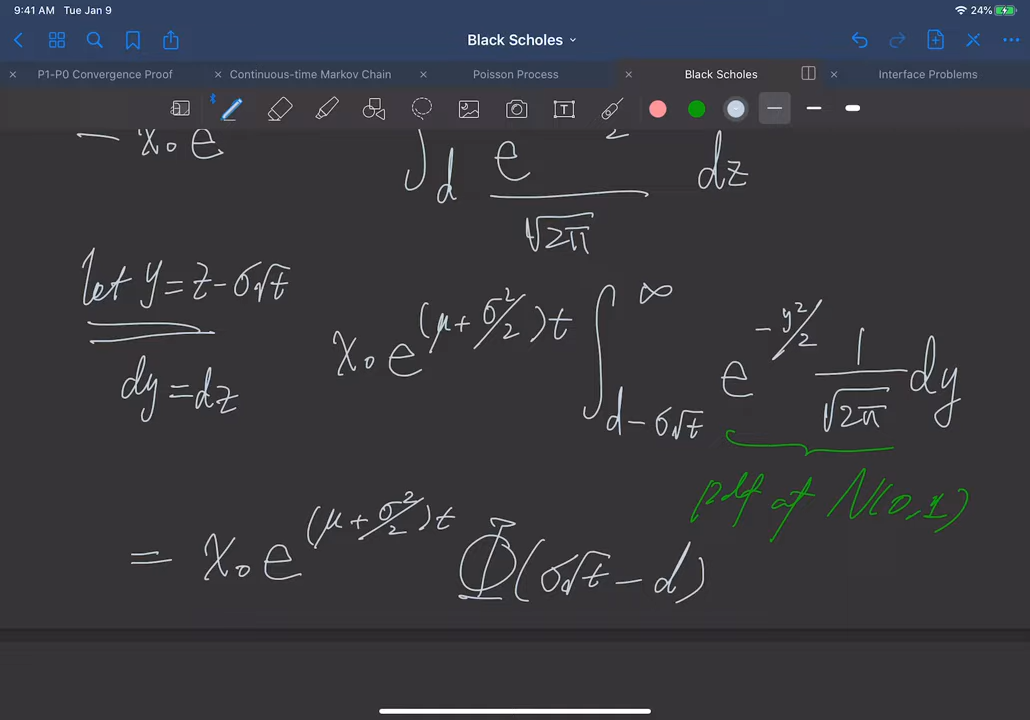 9:41 AM Tue Jan 9 24%
Black Scholes
P1-P0 Convergence Proof Continuous-time Markov Chain Poisson Process Black Scholes Interface Problems
T
x₀ e ∫_d e / √2π dz
let y = z - σ√t
dy = dz
x₀ e^{(μ + σ²/2)t} ∫_{d - σ√t}^{∞} e^{-y²/2} 1/√2π dy
pdf of N(0,1)
= x₀ e^{(μ + σ²/2)t} Φ(σ√t - d)